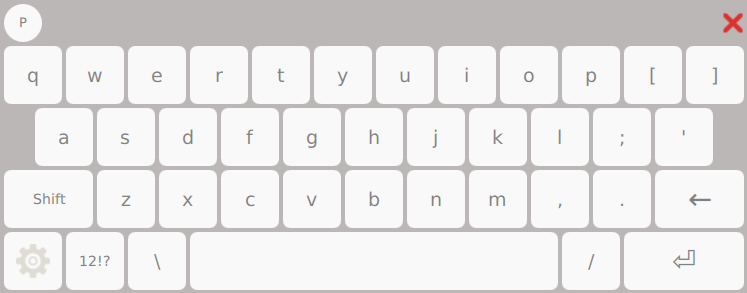 P
q w e r t y u i o p [ ]
a s d f g h j k l ; '
Shift z x c v b n m , . ←
12!? \ / ⏎